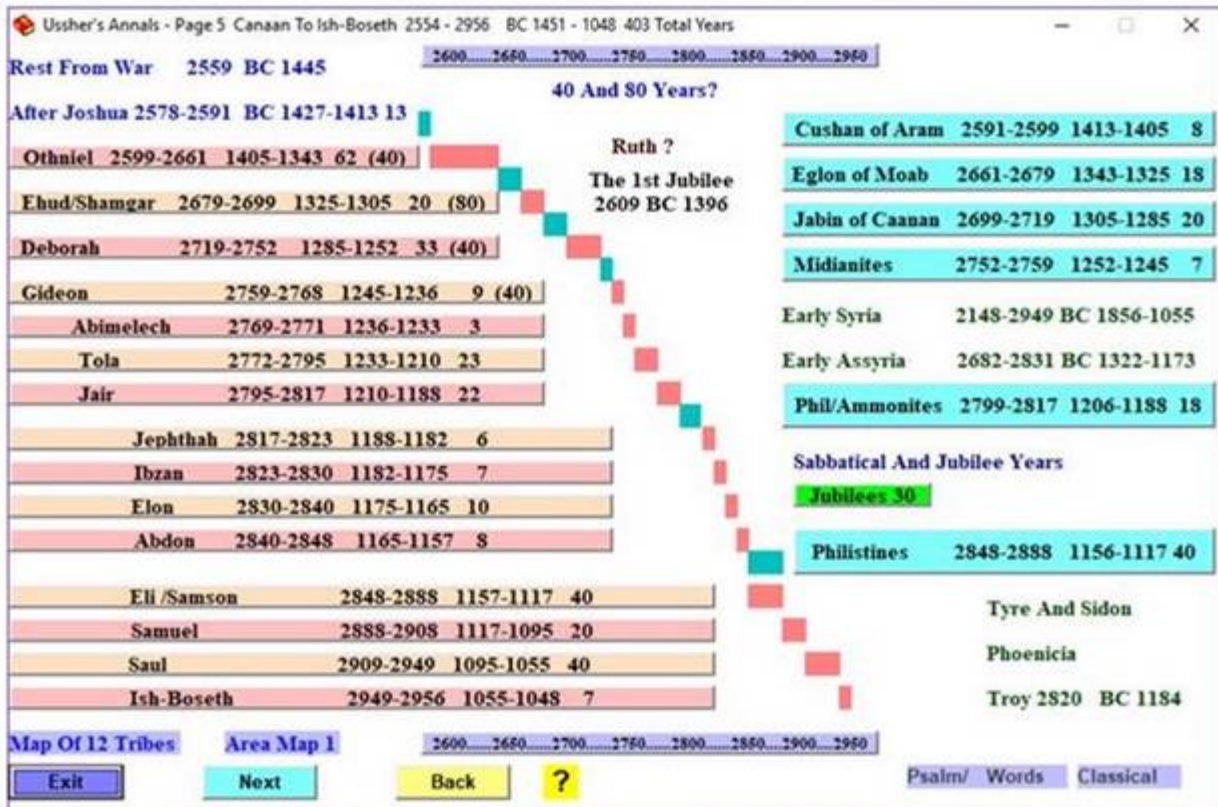 Ussher's Annals - Page 5 Canaan To Ish-Boseth 2554 - 2956 BC 1451 - 1048 403 Total Years
2600.....2650.....2700.....2750.....2800.....2850.....2900.....2950
Rest From War 2559 BC 1445
40 And 80 Years?
After Joshua 2578-2591 BC 1427-1413 13
Othniel 2599-2661 1405-1343 62 (40)
Ehud/Shamgar 2679-2699 1325-1305 20 (80)
Deborah 2719-2752 1285-1252 33 (40)
Gideon 2759-2768 1245-1236 9 (40)
Abimelech 2769-2771 1236-1233 3
Tola 2772-2795 1233-1210 23
Jair 2795-2817 1210-1188 22
Jephthah 2817-2823 1188-1182 6
Ibzan 2823-2830 1182-1175 7
Elon 2830-2840 1175-1165 10
Abdon 2840-2848 1165-1157 8
Eli /Samson 2848-2888 1157-1117 40
Samuel 2888-2908 1117-1095 20
Saul 2909-2949 1095-1055 40
Ish-Boseth 2949-2956 1055-1048 7
Ruth ?
The 1st Jubilee
2609 BC 1396
Cushan of Aram 2591-2599 1413-1405 8
Eglon of Moab 2661-2679 1343-1325 18
Jabin of Caanan 2699-2719 1305-1285 20
Midianites 2752-2759 1252-1245 7
Early Syria 2148-2949 BC 1856-1055
Early Assyria 2682-2831 BC 1322-1173
Phil/Ammonites 2799-2817 1206-1188 18
Sabbatical And Jubilee Years
Jubilees 30
Philistines 2848-2888 1156-1117 40
Tyre And Sidon
Phoenicia
Troy 2820 BC 1184
Map Of 12 Tribes Area Map 1
2600.....2650.....2700.....2750.....2800.....2850.....2900.....2950
Exit Next Back ?
Psalm/ Words Classical